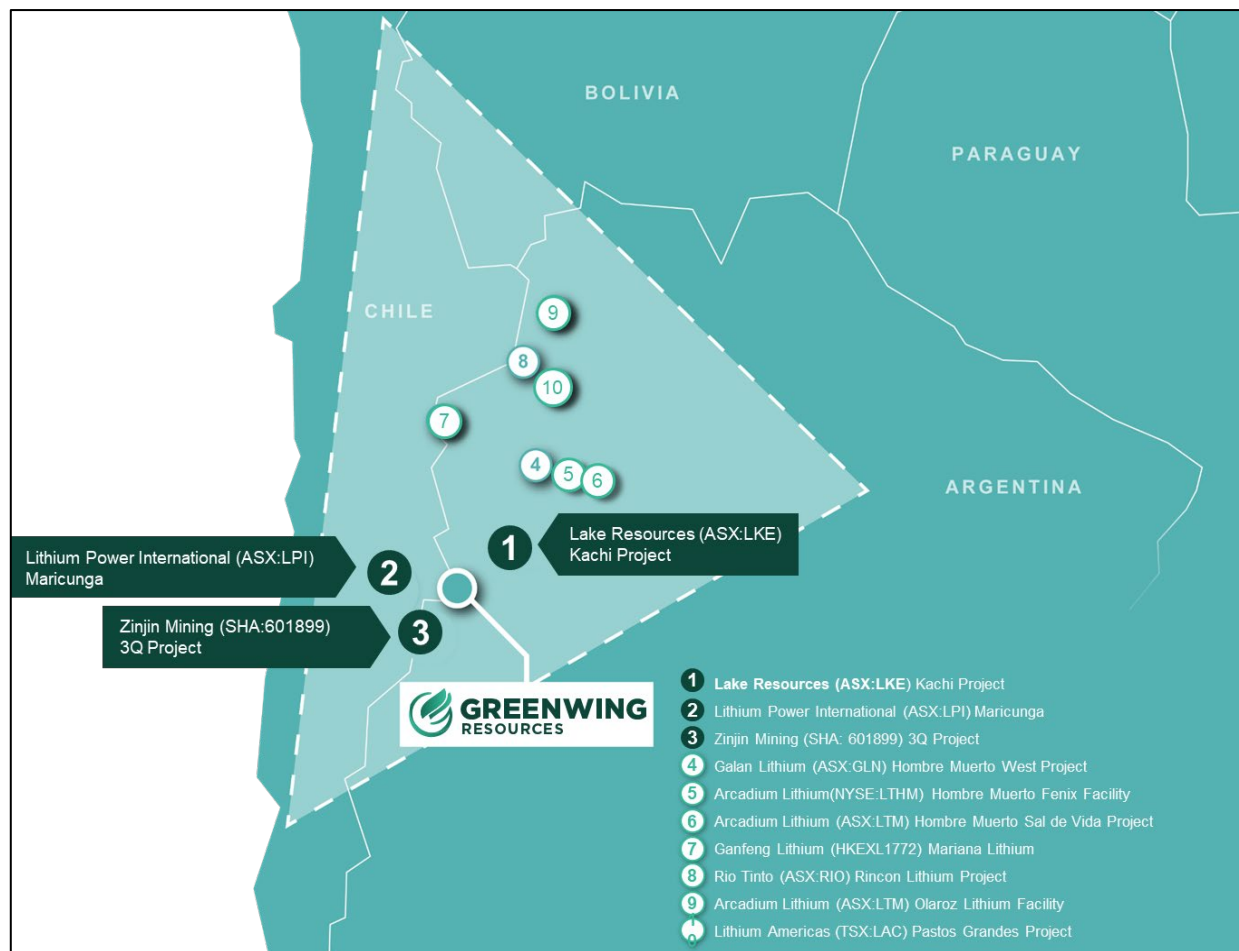 BOLIVIA
PARAGUAY
CHILE
9
8
10
7
4
5
6
ARGENTINA
1
Lake Resources (ASX:LKE)
Kachi Project
Lithium Power International (ASX:LPI)
Maricunga
2
Zinjin Mining (SHA:601899)
3Q Project
3
GREENWING
RESOURCES
1 Lake Resources (ASX:LKE) Kachi Project
2 Lithium Power International (ASX:LPI) Maricunga
3 Zinjin Mining (SHA: 601899) 3Q Project
4 Galan Lithium (ASX:GLN) Hombre Muerto West Project
5 Arcadium Lithium(NYSE:LTHM) Hombre Muerto Fenix Facility
6 Arcadium Lithium (ASX:LTM) Hombre Muerto Sal de Vida Project
7 Ganfeng Lithium (HKEXL1772) Mariana Lithium
8 Rio Tinto (ASX:RIO) Rincon Lithium Project
9 Arcadium Lithium (ASX:LTM) Olaroz Lithium Facility
10 Lithium Americas (TSX:LAC) Pastos Grandes Project